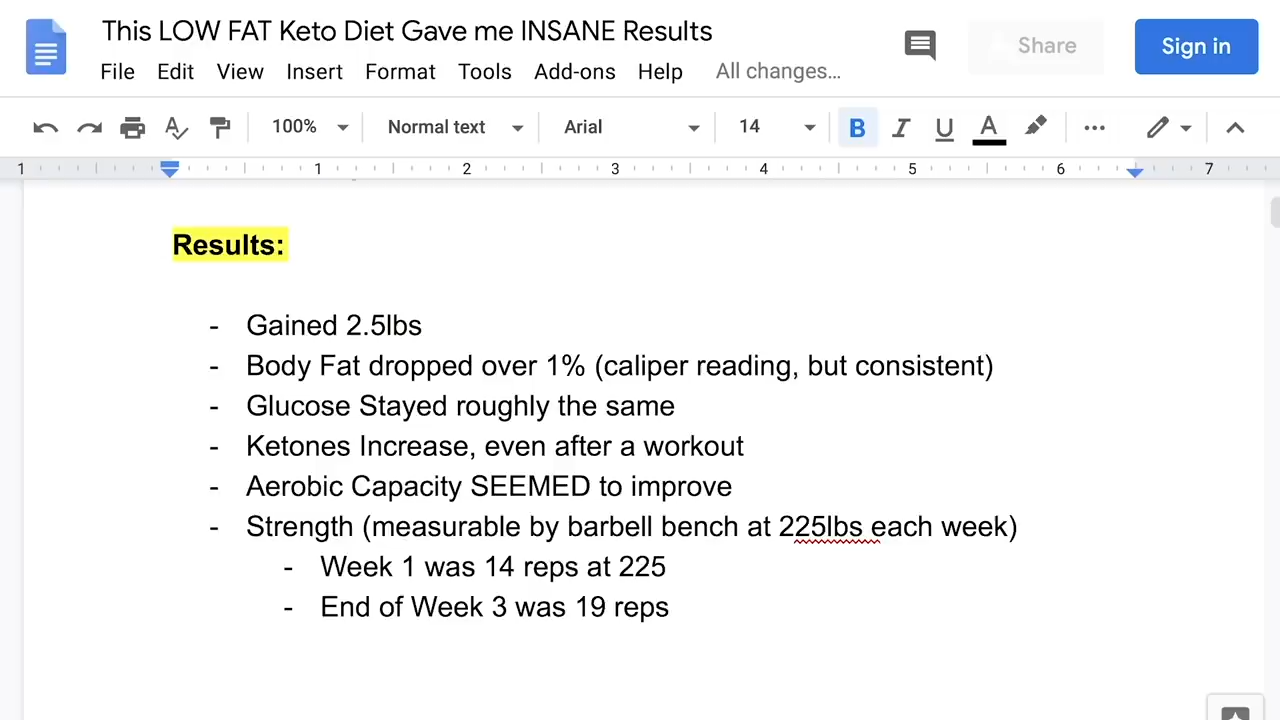 This LOW FAT Keto Diet Gave me INSANE Results
File Edit View Insert Format Tools Add-ons Help All changes…
Share
Sign in
100% Normal text Arial 14 B I U A
1 1 2 3 4 5 6 7
Results:
- Gained 2.5lbs
- Body Fat dropped over 1% (caliper reading, but consistent)
- Glucose Stayed roughly the same
- Ketones Increase, even after a workout
- Aerobic Capacity SEEMED to improve
- Strength (measurable by barbell bench at 225lbs each week)
- Week 1 was 14 reps at 225
- End of Week 3 was 19 reps